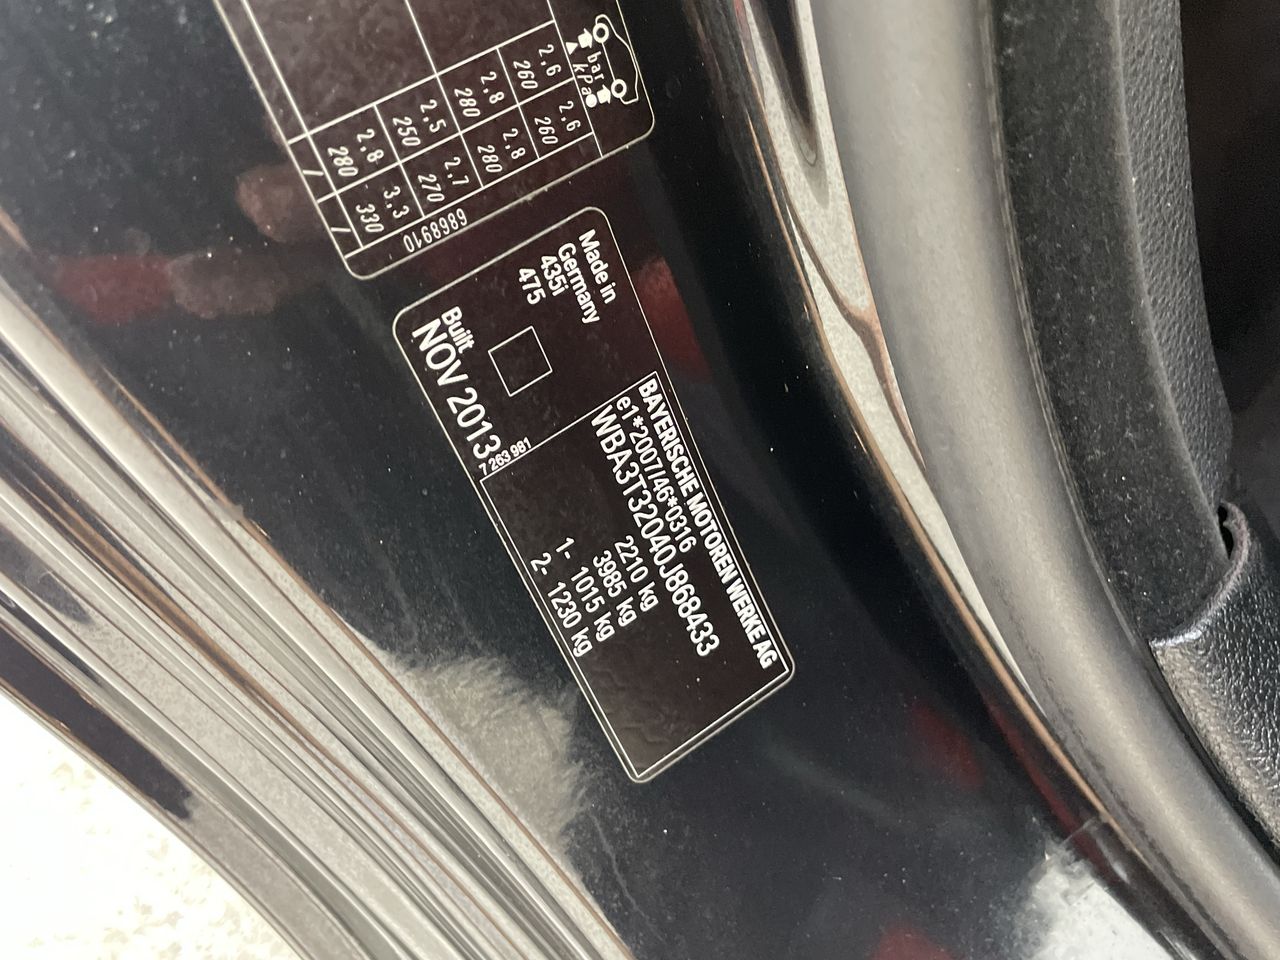 bar
kPa
2,6 2,6
260 260
2,8 2,8
280 280
2,5 2,7
250 270
2,8 3,3
280 330
/ /
6868910
Made in
Germany
435i
475
Built
NOV 2013
7 263 981
BAYERISCHE MOTOREN WERKE AG
e1*2007/46*0316
WBA3T32040J868433
2210 kg
3985 kg
1- 1015 kg
2- 1230 kg